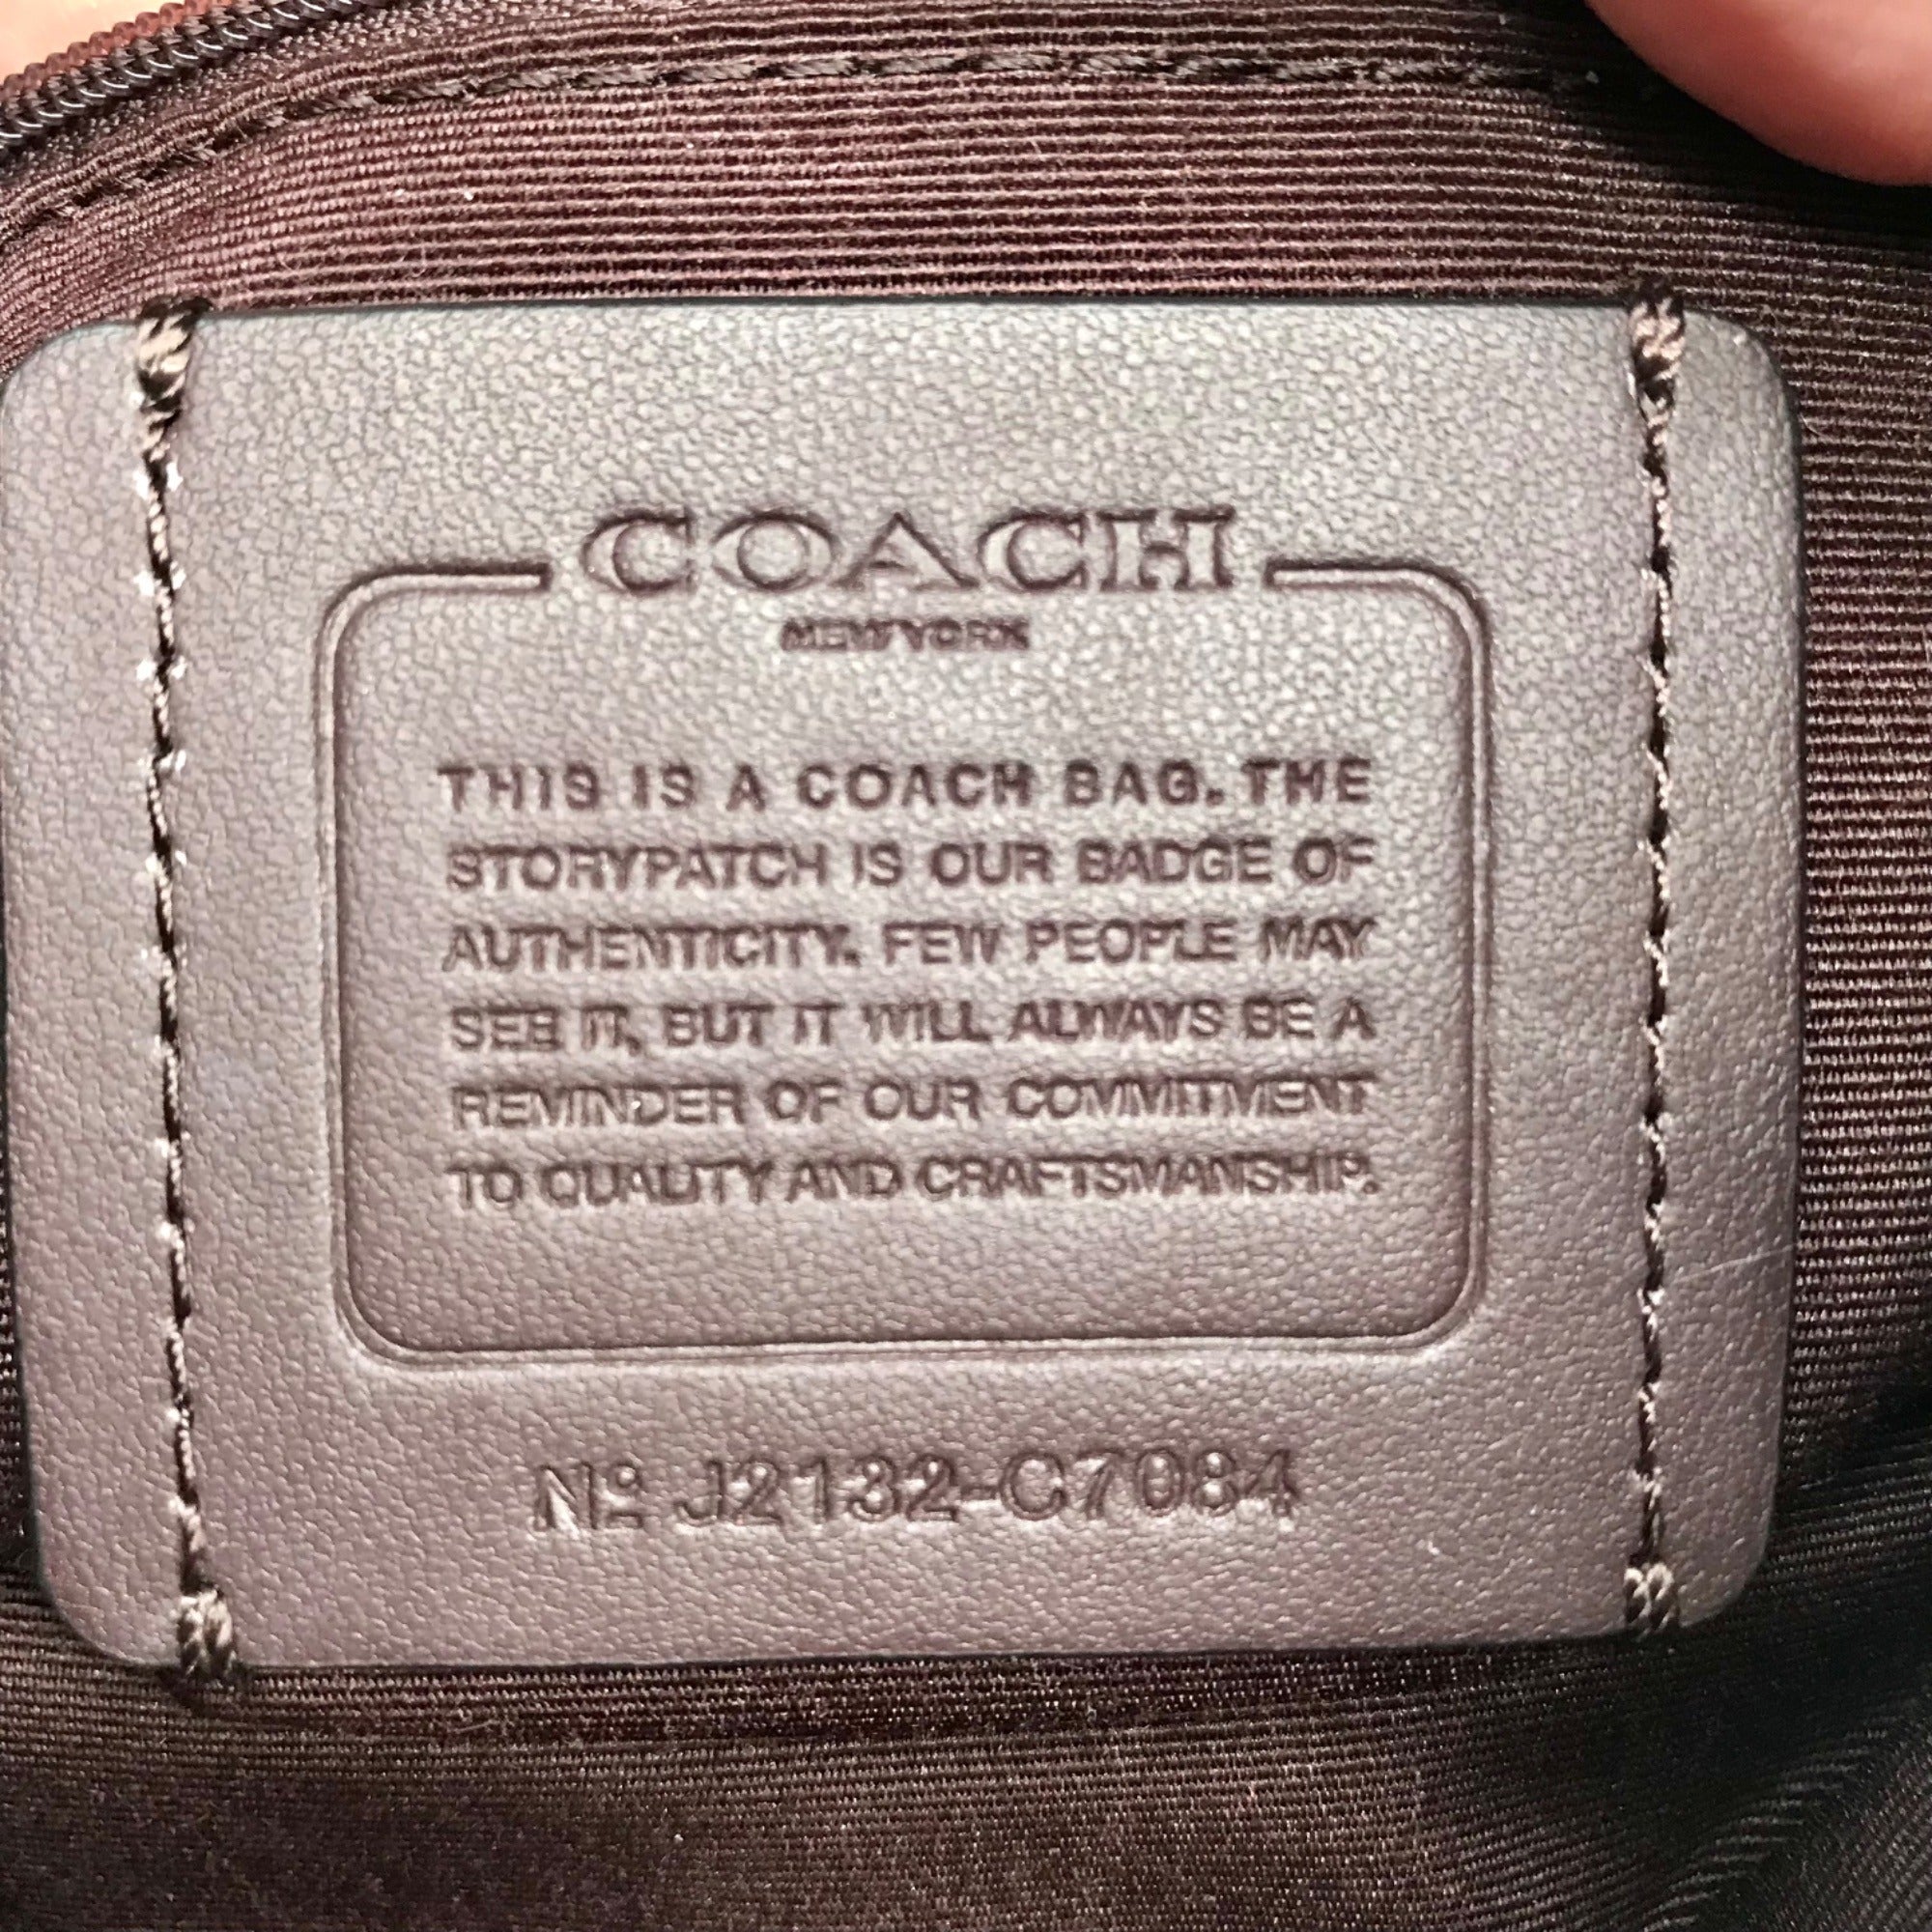 COACH
NEW YORK
THIS IS A COACH BAG. THE
STORYPATCH IS OUR BADGE OF
AUTHENTICITY. FEW PEOPLE MAY
SEE IT, BUT IT WILL ALWAYS BE A
REMINDER OF OUR COMMITMENT
TO QUALITY AND CRAFTSMANSHIP.
Nº J2132-C7084